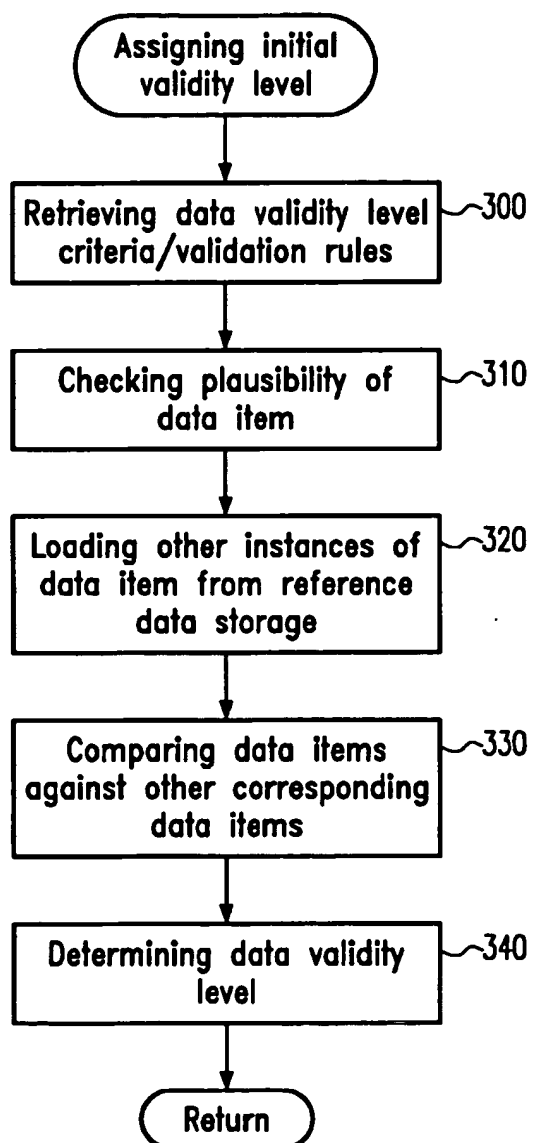 Assigning initial
validity level
Retrieving data validity level
criteria/validation rules
300
Checking plausibility of
data item
310
Loading other instances of
data item from reference
data storage
320
Comparing data items
against other corresponding
data items
330
Determining data validity
level
340
Return